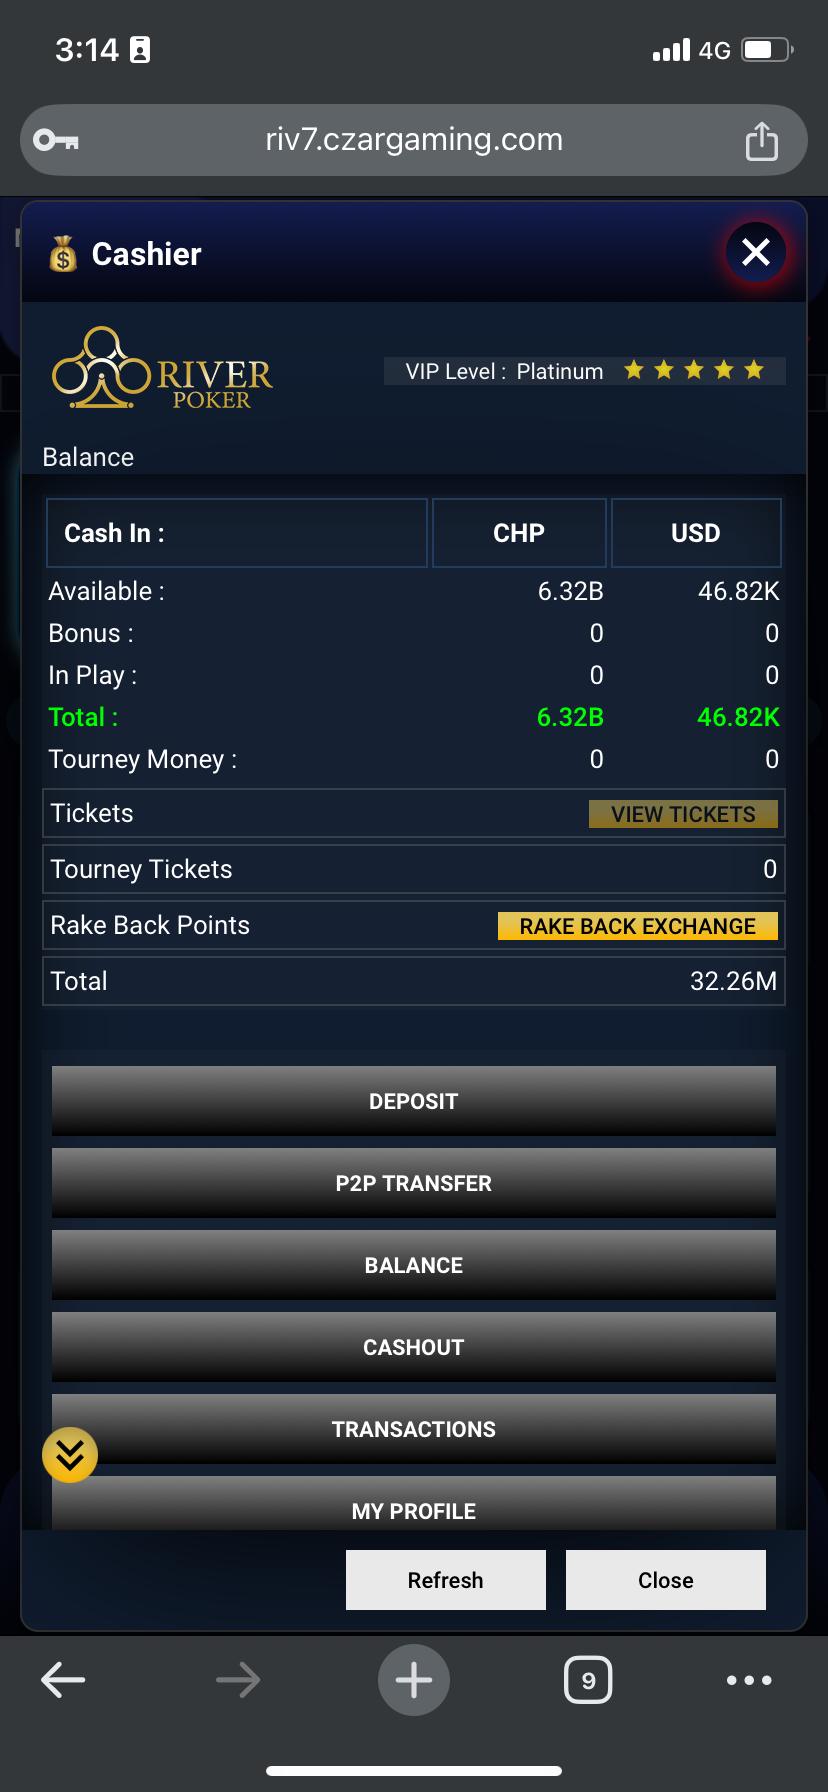 3:14
4G
riv7.czargaming.com
Cashier
RIVER
POKER
VIP Level : Platinum
Balance
Cash In : CHP USD
Available : 6.32B 46.82K
Bonus : 0 0
In Play : 0 0
Total : 6.32B 46.82K
Tourney Money : 0 0
Tickets VIEW TICKETS
Tourney Tickets 0
Rake Back Points RAKE BACK EXCHANGE
Total 32.26M
DEPOSIT
P2P TRANSFER
BALANCE
CASHOUT
TRANSACTIONS
MY PROFILE
Refresh Close
9